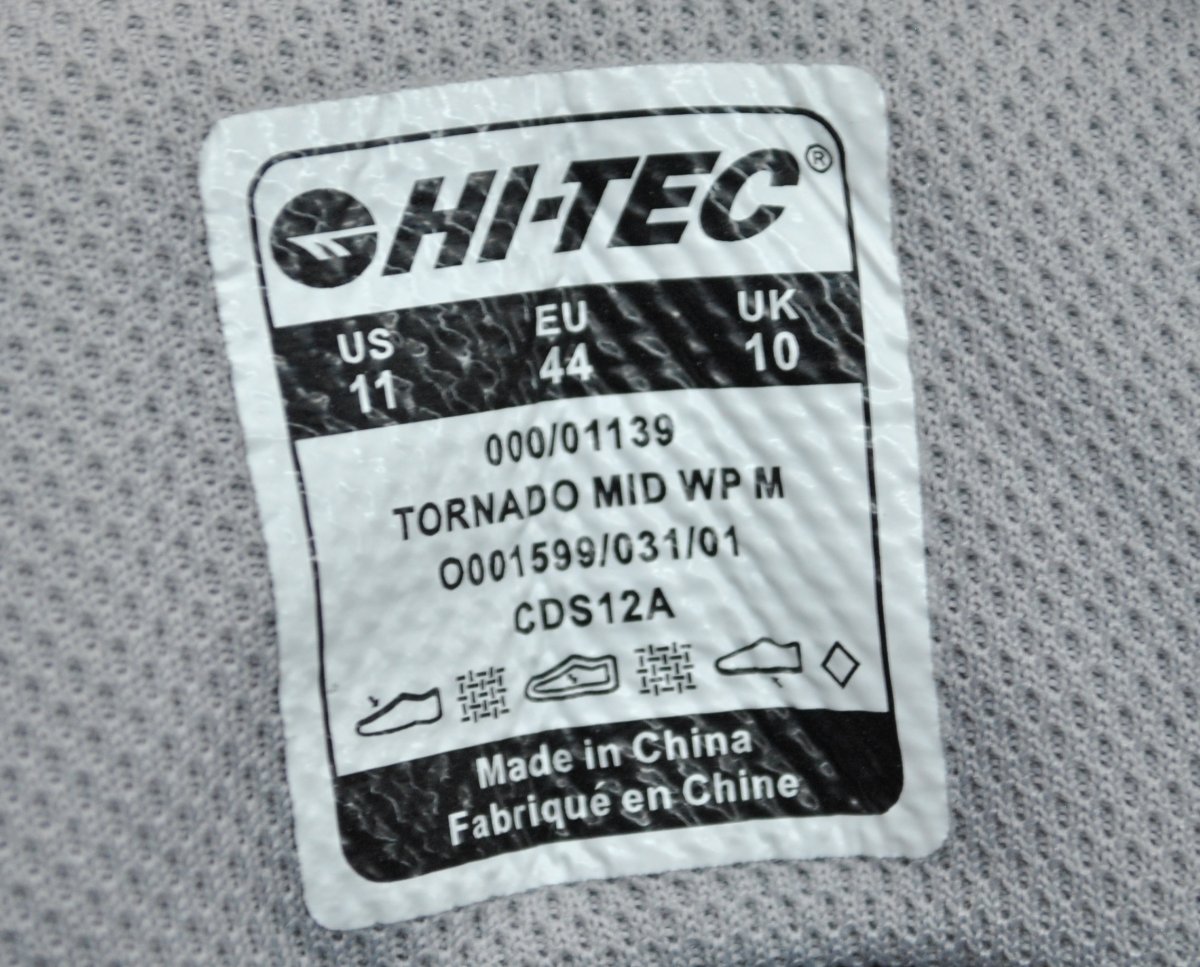 HI-TEC®
US EU UK
11 44 10
000/01139
TORNADO MID WP M
O001599/031/01
CDS12A
Made in China
Fabriqué en Chine